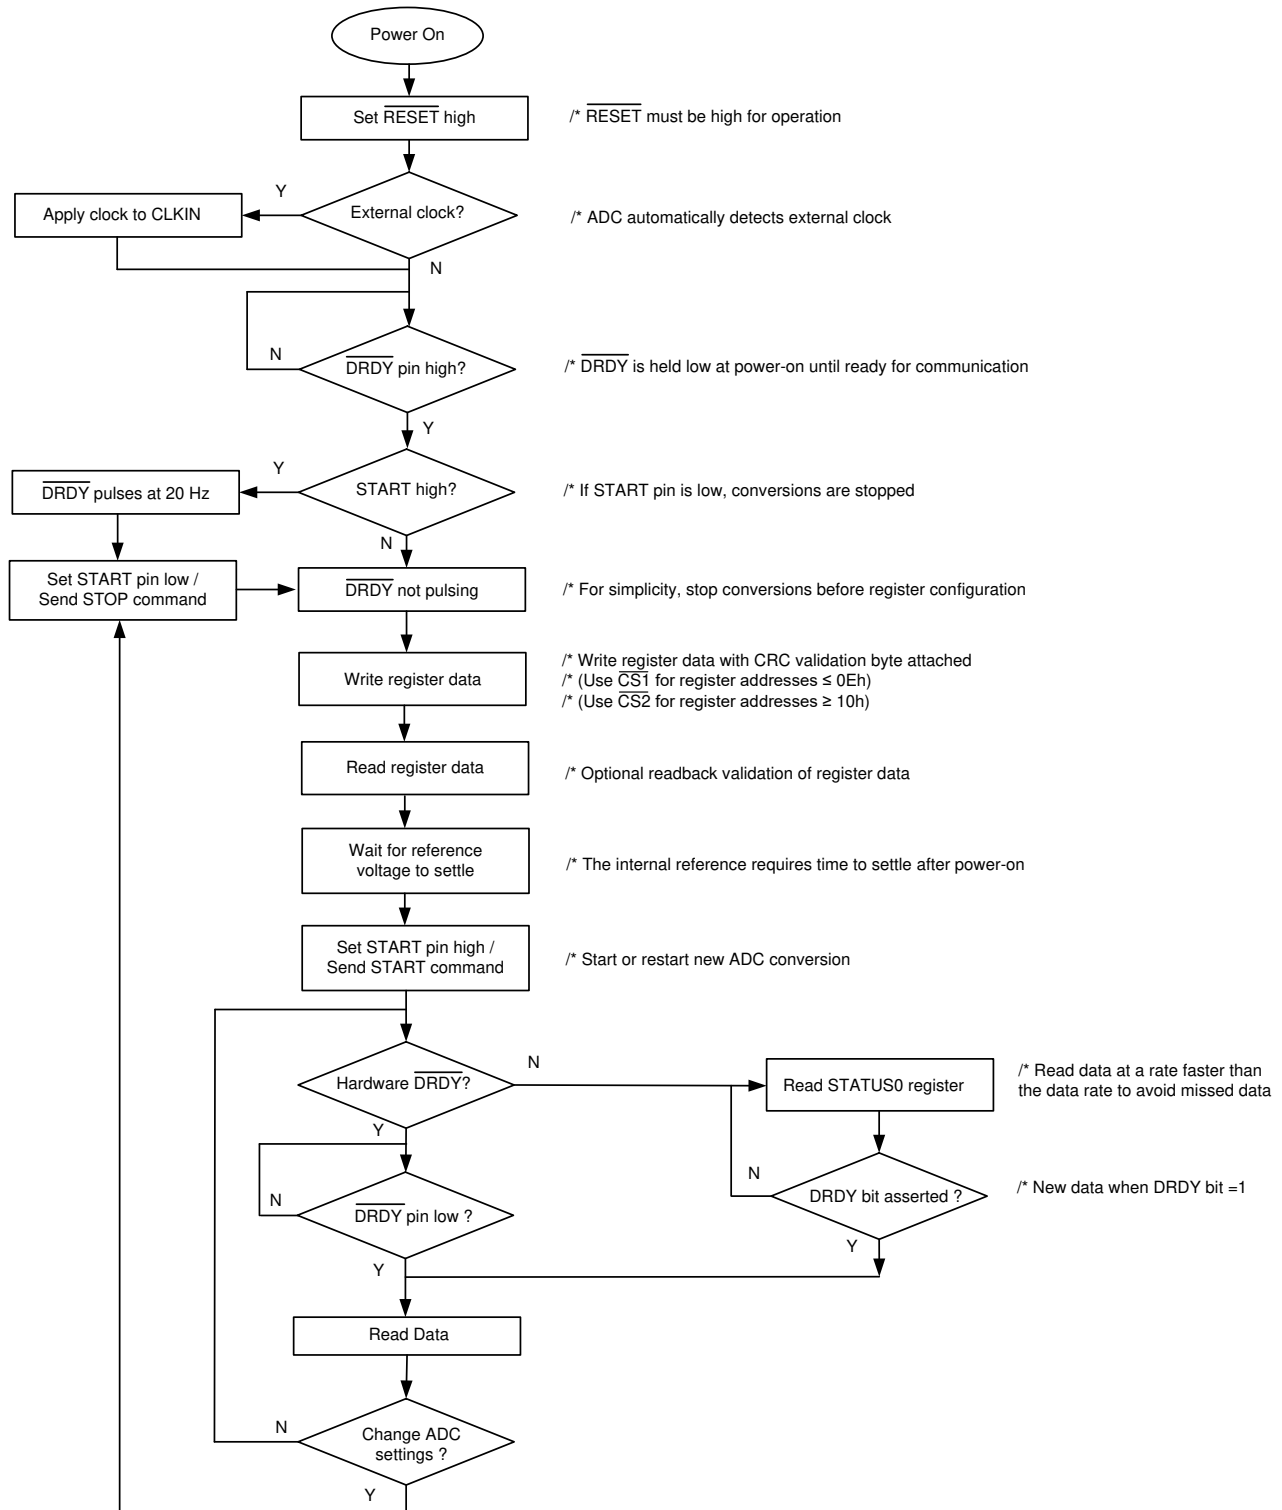 Power On
Set RESET high
/* RESET must be high for operation
Y
Apply clock to CLKIN
External clock?
/* ADC automatically detects external clock
N
N
DRDY pin high?
/* DRDY is held low at power-on until ready for communication
Y
Y
DRDY pulses at 20 Hz
START high?
/* If START pin is low, conversions are stopped
N
Set START pin low /
Send STOP command
DRDY not pulsing
/* For simplicity, stop conversions before register configuration
Write register data
/* Write register data with CRC validation byte attached
/* (Use CS1 for register addresses ≤ 0Eh)
/* (Use CS2 for register addresses ≥ 10h)
Read register data
/* Optional readback validation of register data
Wait for reference
voltage to settle
/* The internal reference requires time to settle after power-on
Set START pin high /
Send START command
/* Start or restart new ADC conversion
Hardware DRDY?
N
Read STATUS0 register
/* Read data at a rate faster than
the data rate to avoid missed data
Y
N
DRDY pin low ?
N
DRDY bit asserted ?
/* New data when DRDY bit =1
Y
Y
Read Data
N
Change ADC
settings ?
Y